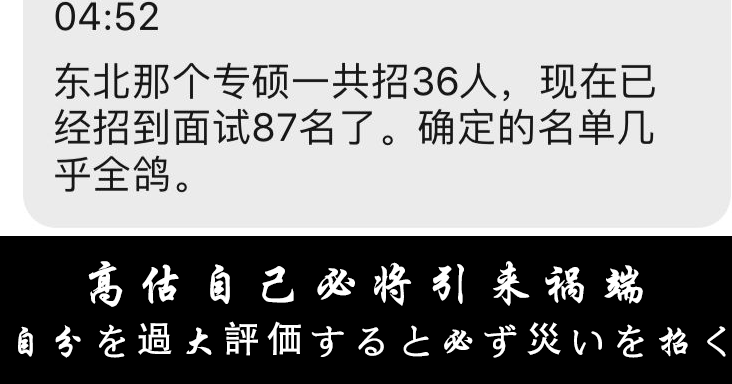 04:52
东北那个专硕一共招36人，现在已
经招到面试87名了。确定的名单几
乎全鸽。
高估自己必将引来祸端
自分を過大評価すると必ず災いを招く